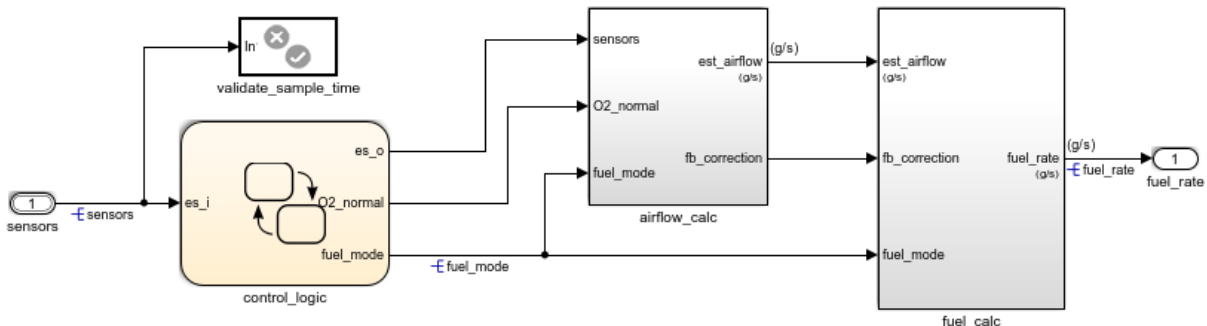 In
validate_sample_time
1
sensors
sensors
es_i
es_o
O2_normal
fuel_mode
control_logic
fuel_mode
sensors
O2_normal
fuel_mode
est_airflow
(g/s)
fb_correction
airflow_calc
(g/s)
est_airflow
(g/s)
fb_correction
fuel_mode
fuel_rate
(g/s)
fuel_calc
(g/s)
fuel_rate
1
fuel_rate